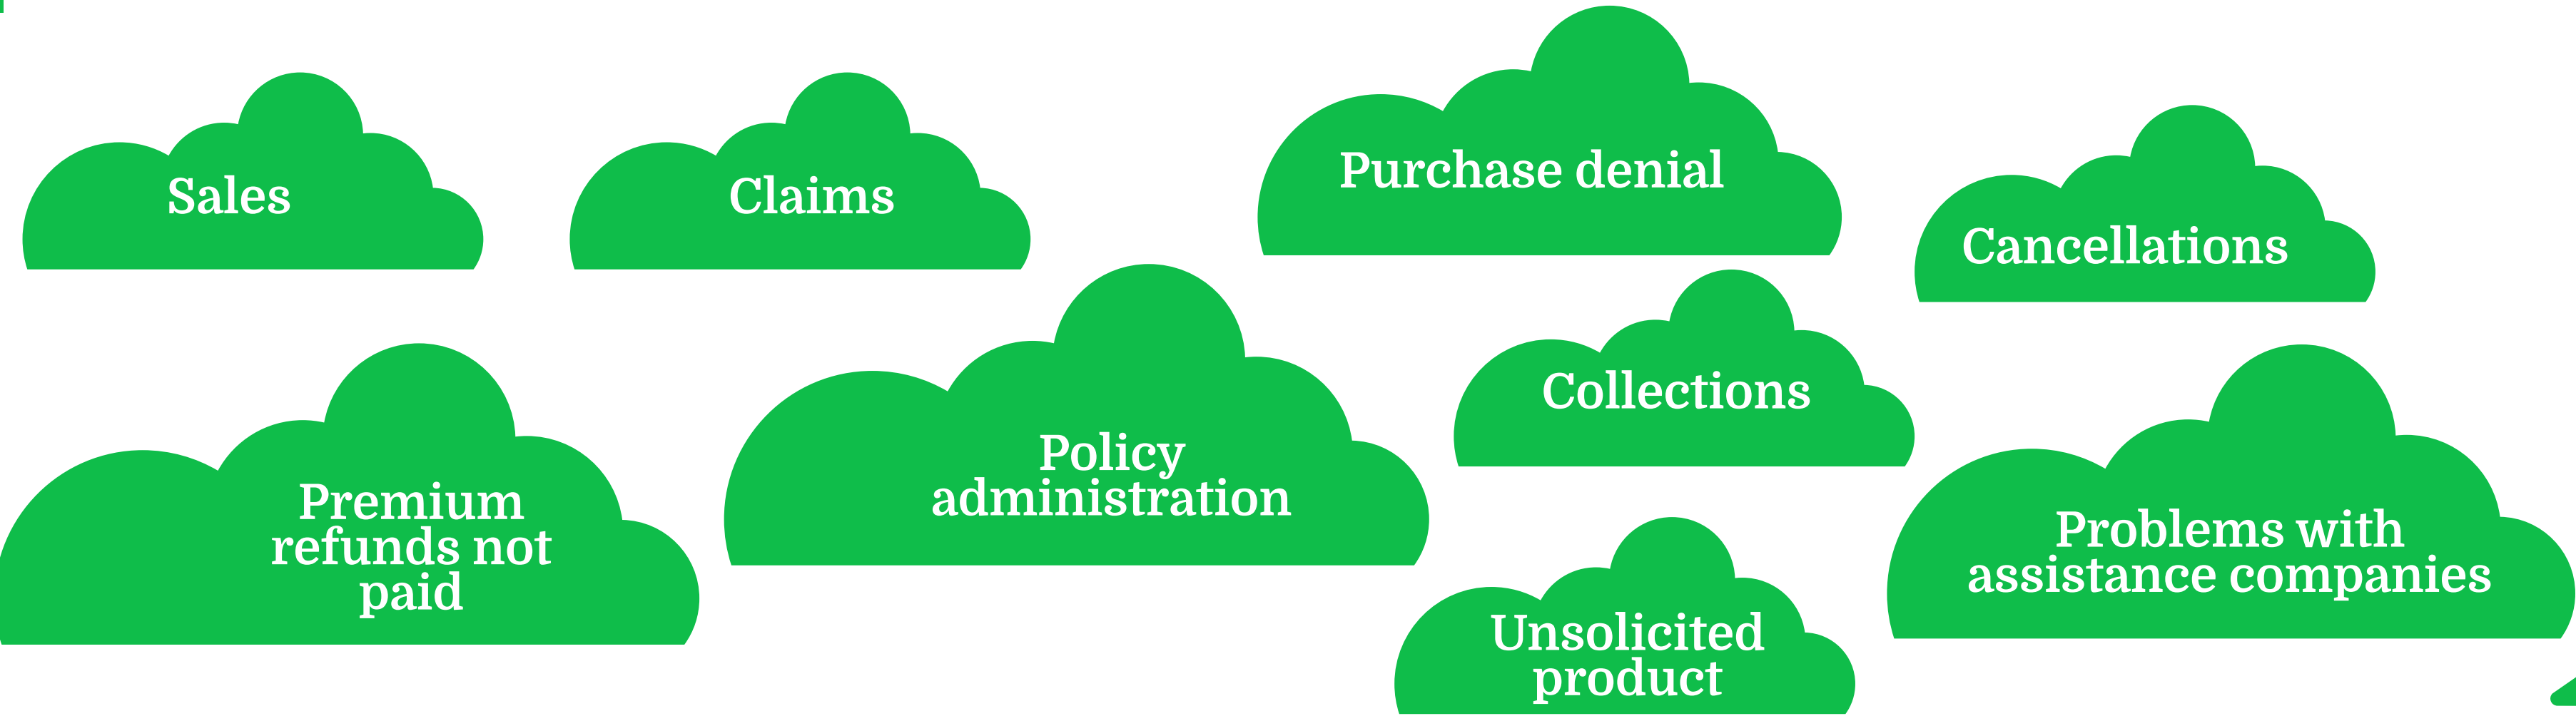 Sales
Claims
Purchase denial
Cancellations
Premium
refunds not
paid
Policy
administration
Collections
Unsolicited
product
Problems with
assistance companies